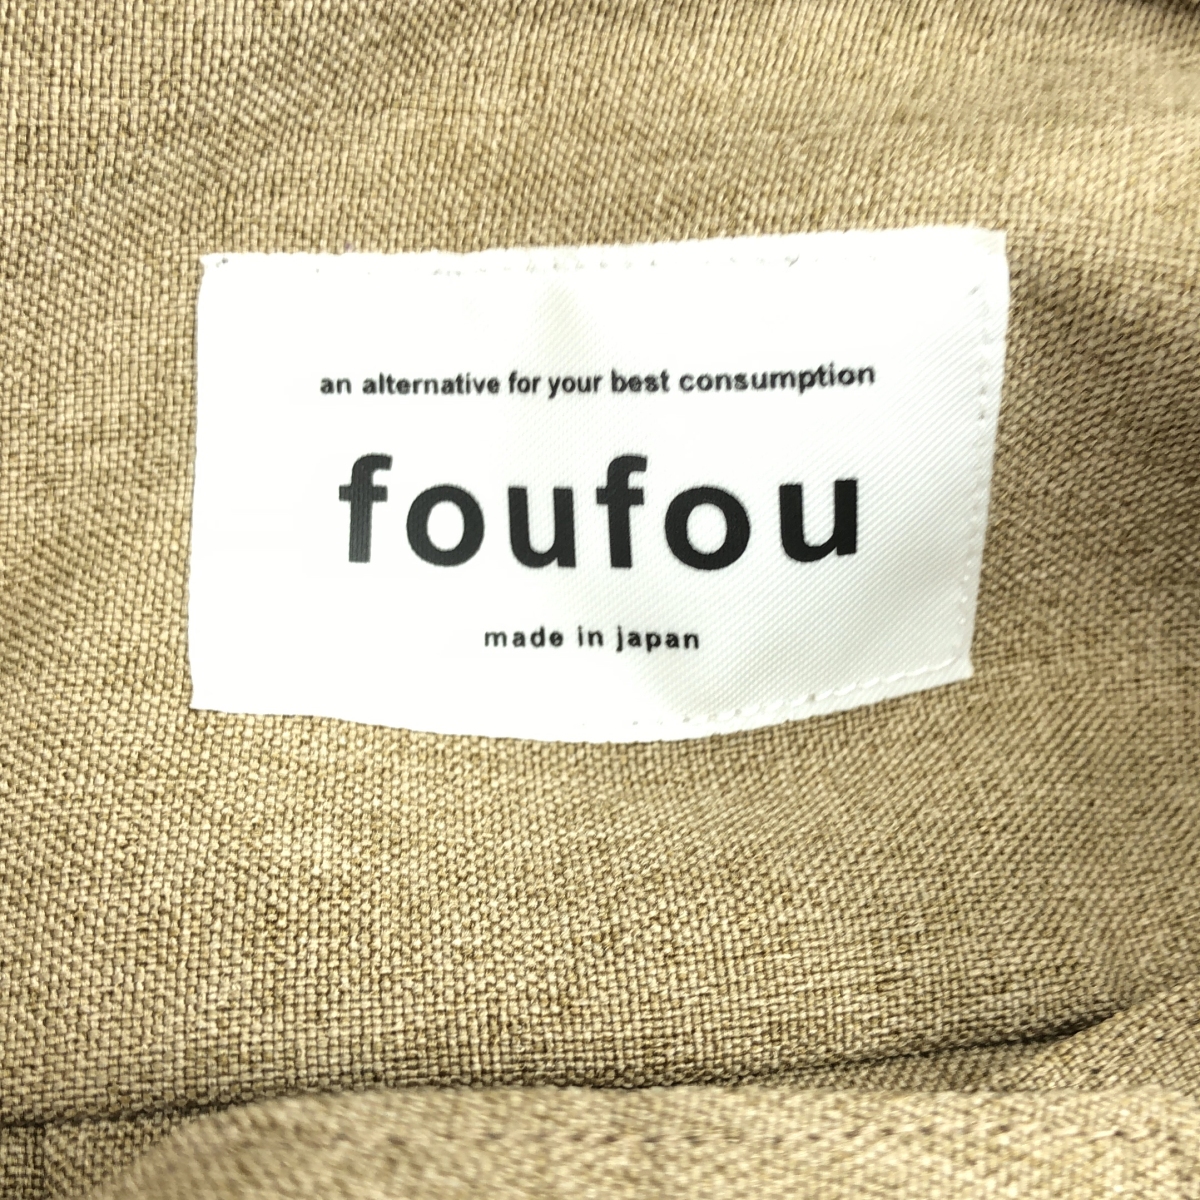 an alternative for your best consumption
foufou
made in japan